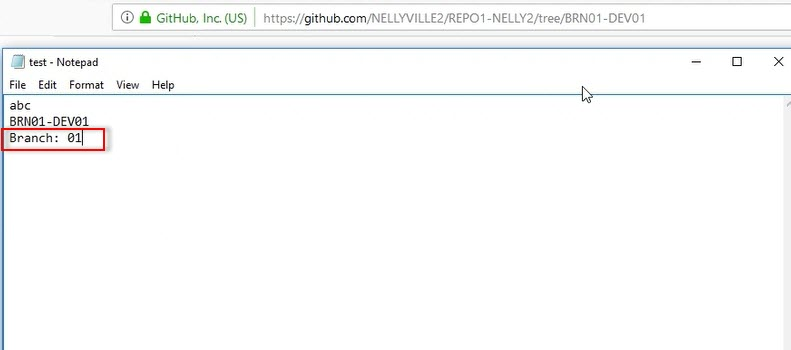 GitHub, Inc. (US)
https://github.com/NELLYVILLE2/REPO1-NELLY2/tree/BRN01-DEV01
test - Notepad
File Edit Format View Help
abc
BRN01-DEV01
Branch: 01